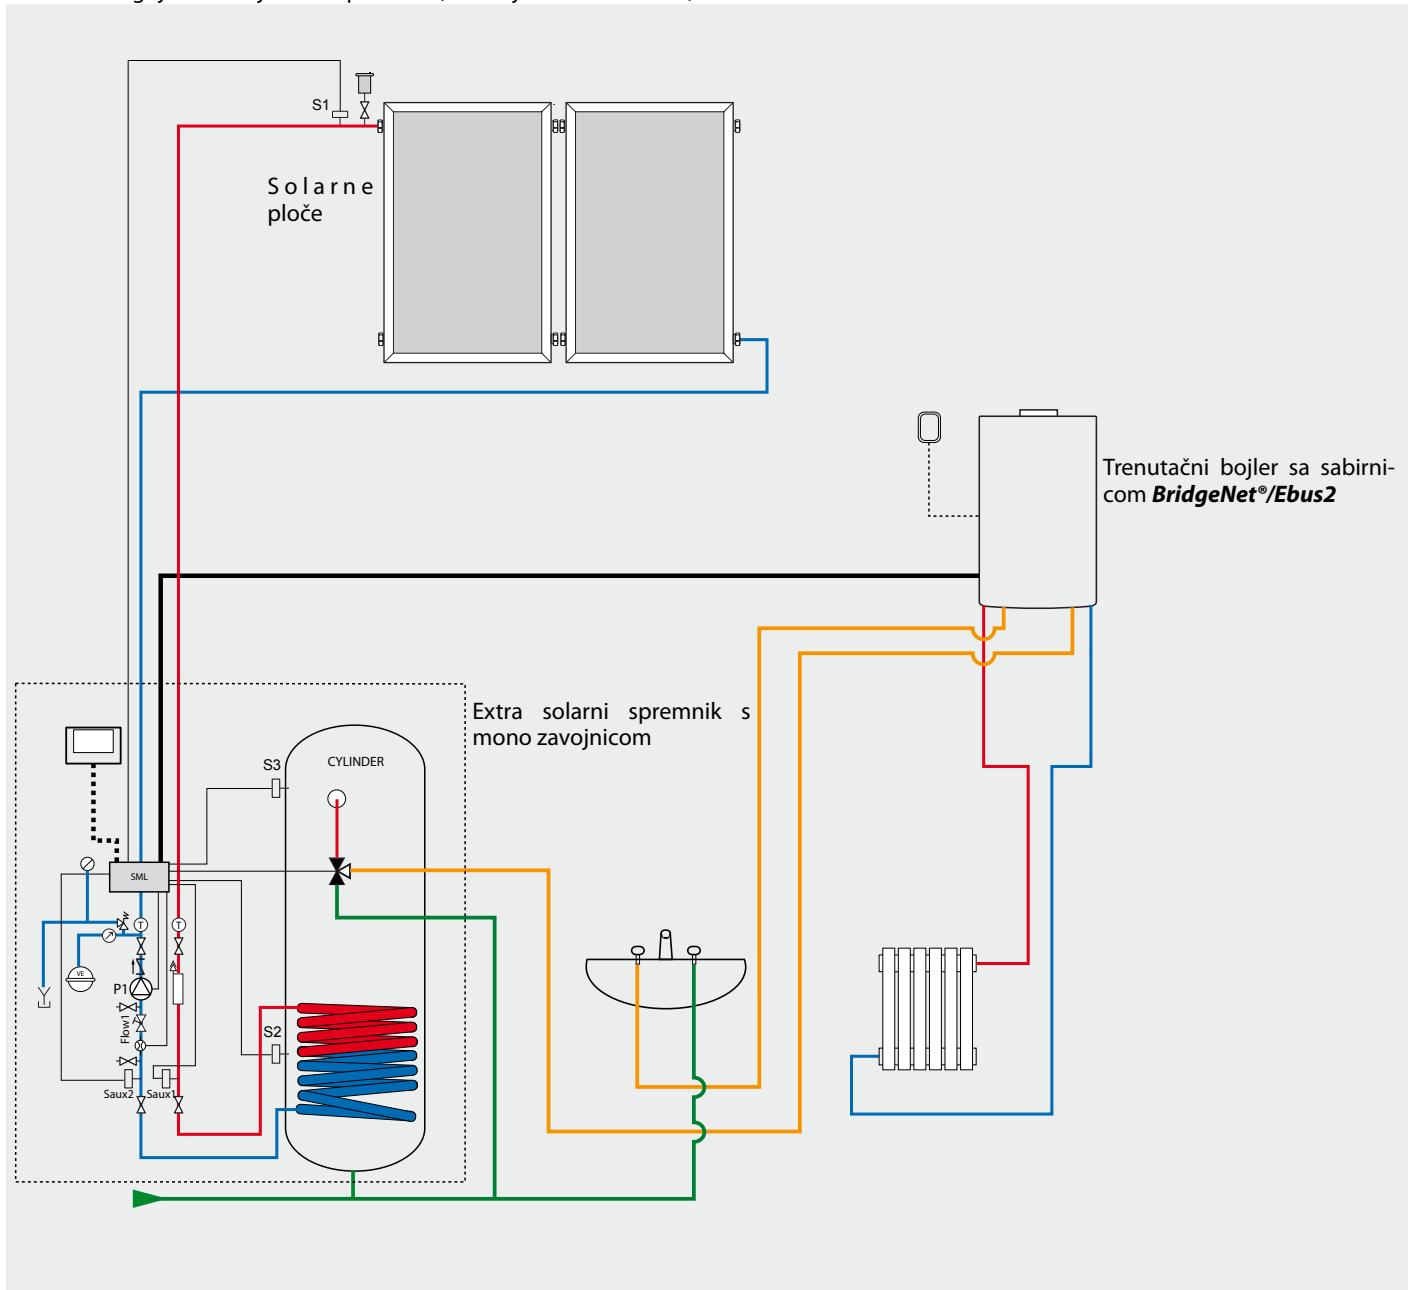 S1
Solarne
ploče
Trenutačni bojler sa sabirni-
com BridgeNet®/Ebus2
Extra solarni spremnik s
mono zavojnicom
S3
CYLINDER
SML
T
T
VE
P1
Flow1
S2
Saux2
Saux1